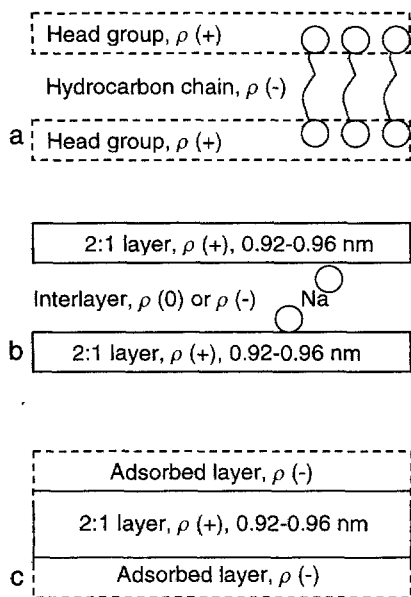 Head group, ρ (+)
Hydrocarbon chain, ρ (-)
a
Head group, ρ (+)
2:1 layer, ρ (+), 0.92-0.96 nm
Interlayer, ρ (0) or ρ (-)
Na
b
2:1 layer, ρ (+), 0.92-0.96 nm
Adsorbed layer, ρ (-)
2:1 layer, ρ (+), 0.92-0.96 nm
c
Adsorbed layer, ρ (-)